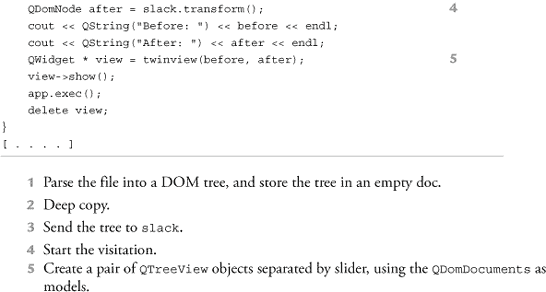 QDomNode after = slack.transform(); 4
cout << QString("Before: ") << before << endl;
cout << QString("After: ") << after << endl;
QWidget * view = twinview(before, after); 5
view->show();
app.exec();
delete view;
}
[ . . . . ]
1 Parse the file into a DOM tree, and store the tree in an empty doc.
2 Deep copy.
3 Send the tree to slack.
4 Start the visitation.
5 Create a pair of QTreeView objects separated by slider, using the QDomDocuments as
models.